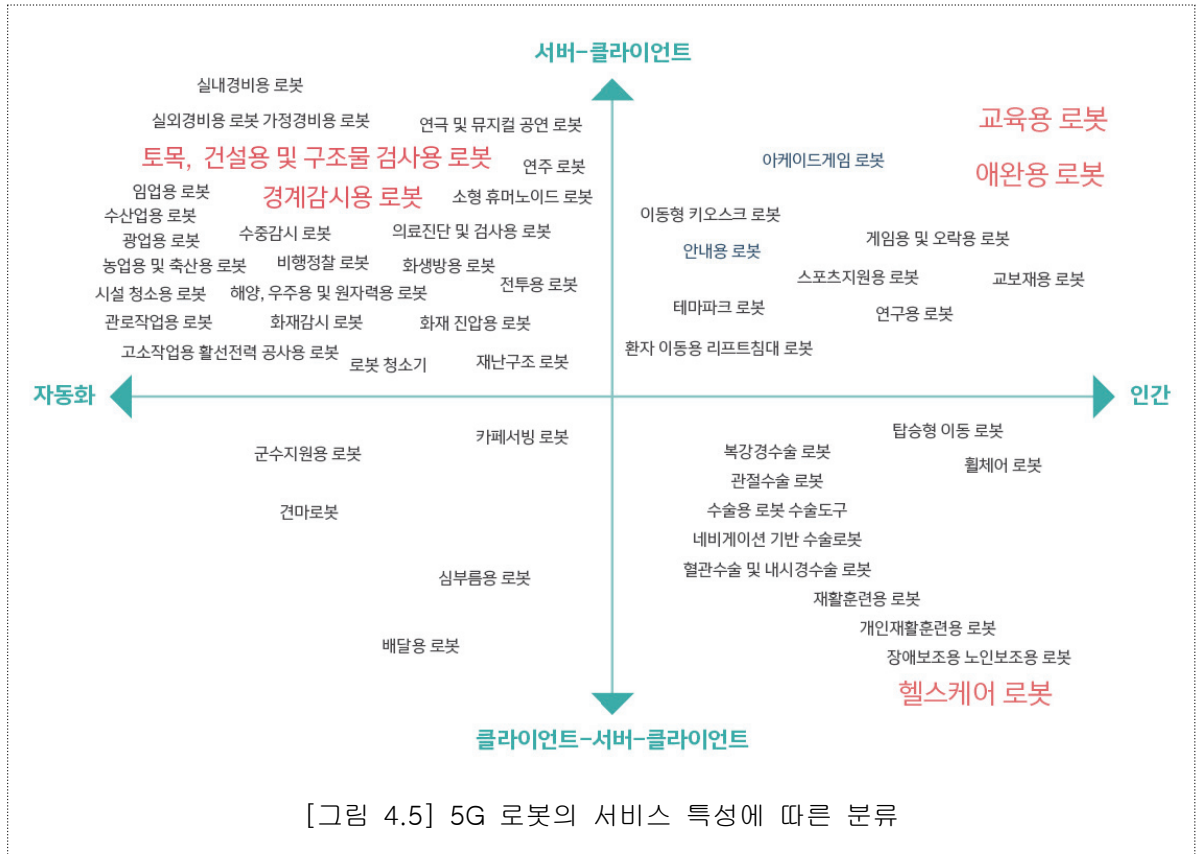 서버-클라이언트
실내경비용 로봇
실외경비용 로봇 가정경비용 로봇
연극 및 뮤지컬 공연 로봇
토목, 건설용 및 구조물 검사용 로봇
연주 로봇
임업용 로봇
경계감시용 로봇
소형 휴머노이드 로봇
수산업용 로봇
광업용 로봇
수중감시 로봇
의료진단 및 검사용 로봇
농업용 및 축산용 로봇
비행정찰 로봇
화생방용 로봇
전투용 로봇
시설 청소용 로봇
해양, 우주용 및 원자력용 로봇
관로작업용 로봇
화재감시 로봇
화재 진압용 로봇
고소작업용 활선전력 공사용 로봇
로봇 청소기
재난구조 로봇
교육용 로봇
아케이드게임 로봇
애완용 로봇
이동형 키오스크 로봇
게임용 및 오락용 로봇
안내용 로봇
스포츠지원용 로봇
교보재용 로봇
테마파크 로봇
연구용 로봇
환자 이동용 리프트침대 로봇
자동화
인간
카페서빙 로봇
군수지원용 로봇
견마로봇
심부름용 로봇
배달용 로봇
탑승형 이동 로봇
복강경수술 로봇
휠체어 로봇
관절수술 로봇
수술용 로봇 수술도구
네비게이션 기반 수술로봇
혈관수술 및 내시경수술 로봇
재활훈련용 로봇
개인재활훈련용 로봇
장애보조용 노인보조용 로봇
헬스케어 로봇
클라이언트-서버-클라이언트
[그림 4.5] 5G 로봇의 서비스 특성에 따른 분류